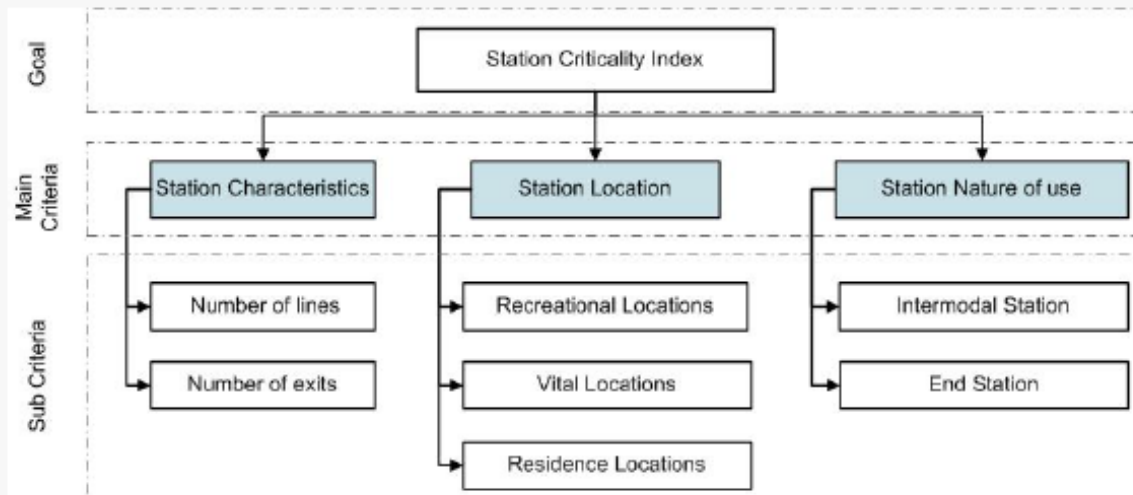 Goal
Station Criticality Index
Main
Criteria
Station Characteristics
Station Location
Station Nature of use
Sub Criteria
Number of lines
Recreational Locations
Intermodal Station
Number of exits
Vital Locations
End Station
Residence Locations